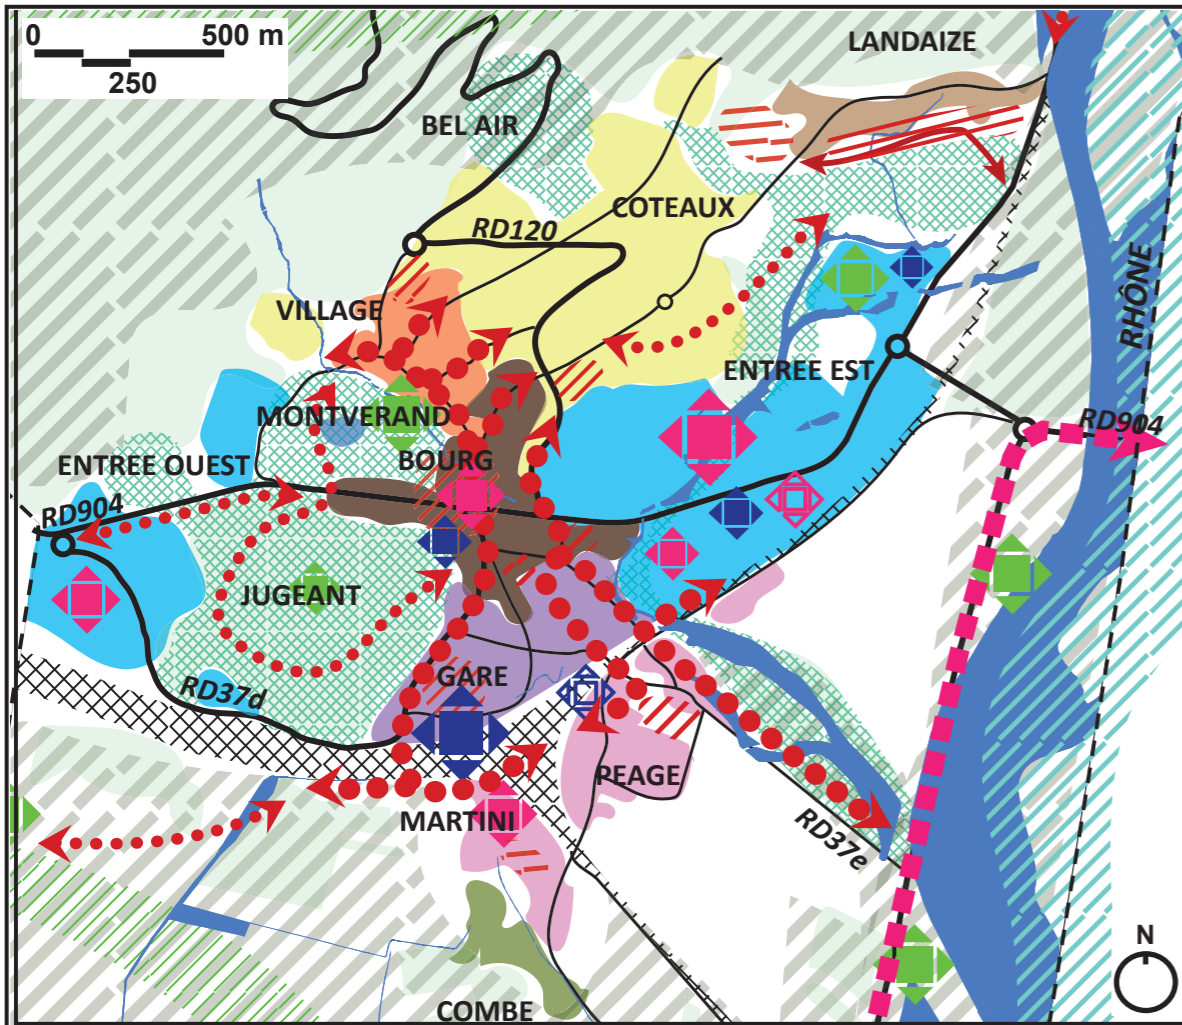 0 500 m
250
LANDAIZE
BEL AIR
COTEAUX
RD120
RHÔNE
VILLAGE
ENTREE EST
MONTVERAND
RD904
BOURG
ENTREE OUEST
RD904
JUGEANT
GARE
RD37d
PEAGE
MARTINI
RD37e
N
COMBE